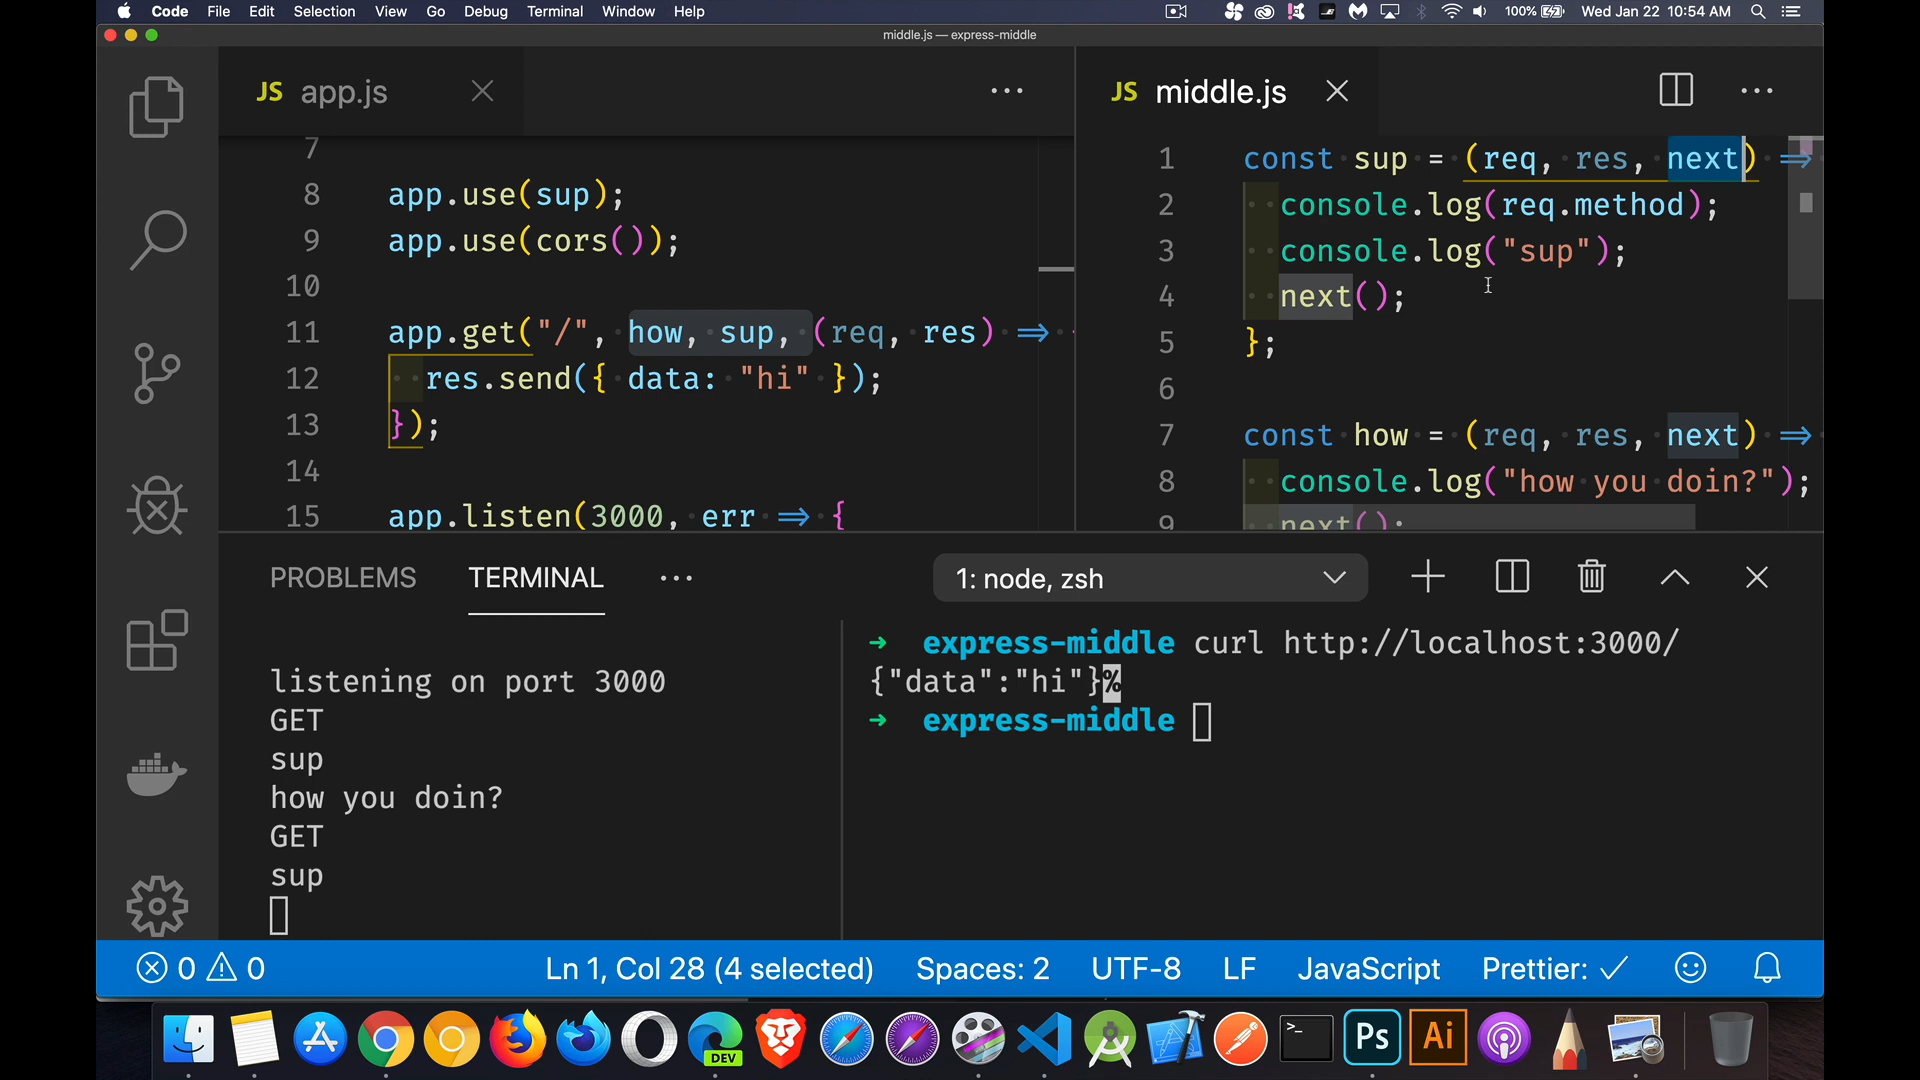 Code File Edit Selection View Go Debug Terminal Window Help 100% Wed Jan 22 10:54 AM
middle.js — express-middle
JS app.js
7
8 app.use(sup);
9 app.use(cors());
10
11 app.get("/", how, sup, (req, res) ⇒
12 res.send({ data: "hi" });
13 });
14
15 app.listen(3000, err ⇒ {
JS middle.js
1 const sup = (req, res, next) ⇒
2 console.log(req.method);
3 console.log("sup");
4 next();
5 };
6
7 const how = (req, res, next) ⇒
8 console.log("how you doin?");
9 next();
PROBLEMS TERMINAL ··· 1: node, zsh
listening on port 3000
GET
sup
how you doin?
GET
sup
➜ express-middle curl http://localhost:3000/
{"data":"hi"}%
➜ express-middle
0 0 Ln 1, Col 28 (4 selected) Spaces: 2 UTF-8 LF JavaScript Prettier: ✓
DEV
>_
Ps
Ai